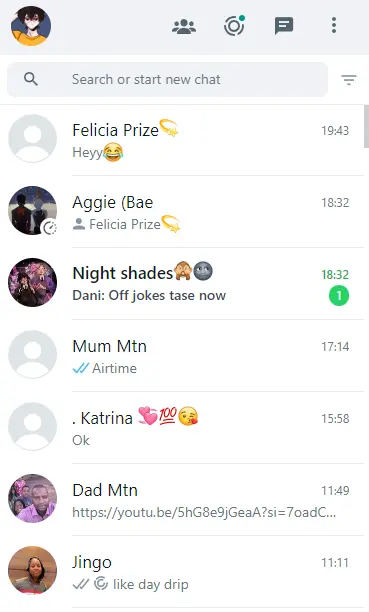 Search or start new chat
Felicia Prize💫 19:43
Heyy😂
Aggie (Bae 18:32
Felicia Prize💫
Night shades🙈🌚 18:32
Dani: Off jokes tase now 1
Mum Mtn 17:14
Airtime
. Katrina 💞💯😘 15:58
Ok
Dad Mtn 11:49
https://youtu.be/5hG8e9jGeaA?si=7oadC...
Jingo 11:11
like day drip